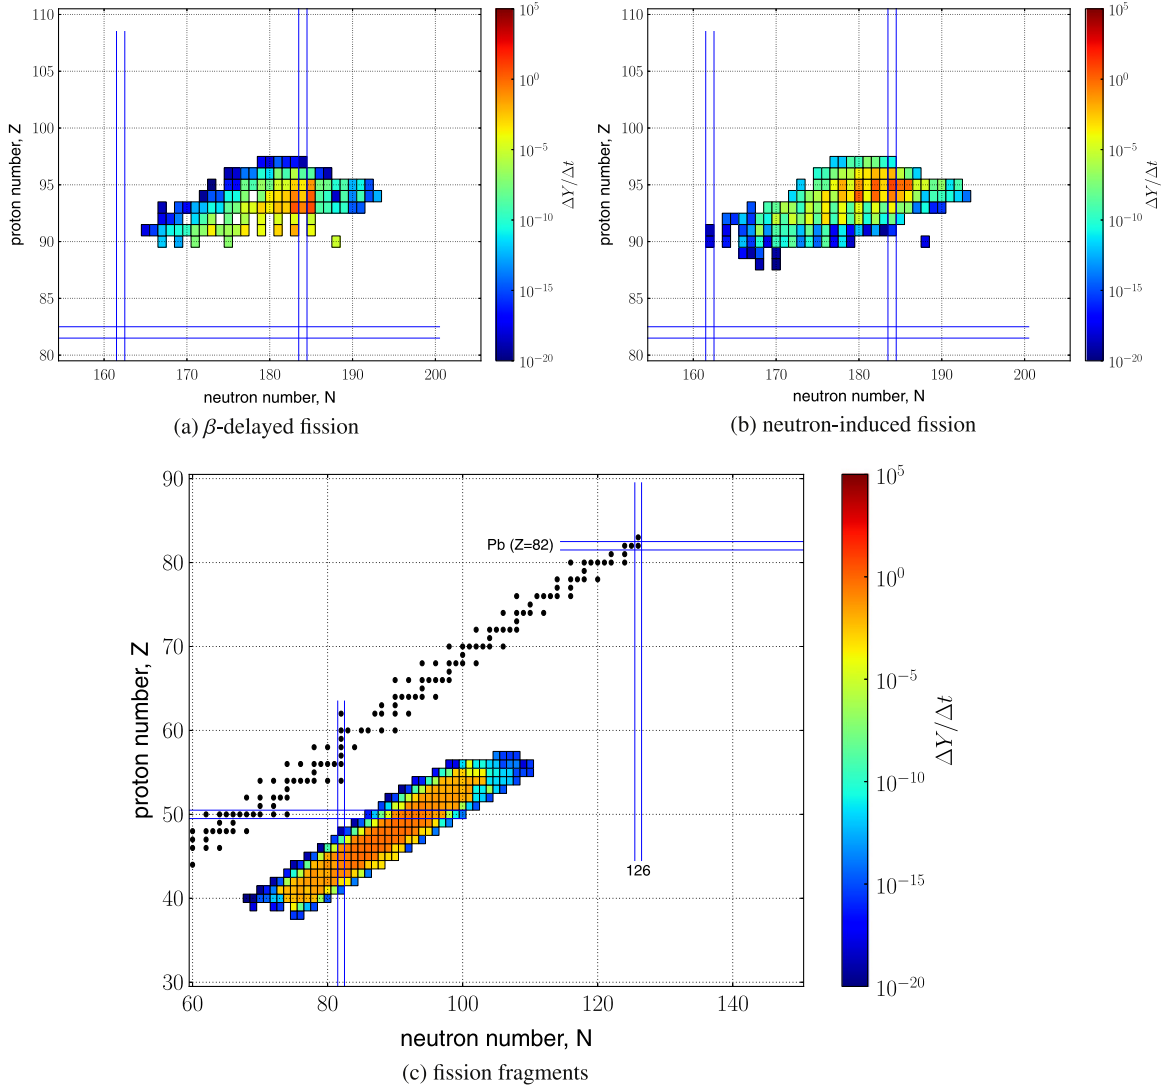 110
105
100
95
90
85
80
160 170 180 190 200
proton number, Z
neutron number, N
10^5
10^0
10^{-5}
10^{-10}
10^{-15}
10^{-20}
ΔY/Δt
(a) β-delayed fission
110
105
100
95
90
85
80
160 170 180 190 200
proton number, Z
neutron number, N
10^5
10^0
10^{-5}
10^{-10}
10^{-15}
10^{-20}
ΔY/Δt
(b) neutron-induced fission
90
80
70
60
50
40
30
60 80 100 120 140
proton number, Z
Pb (Z=82)
126
neutron number, N
10^5
10^0
10^{-5}
10^{-10}
10^{-15}
10^{-20}
ΔY/Δt
(c) fission fragments